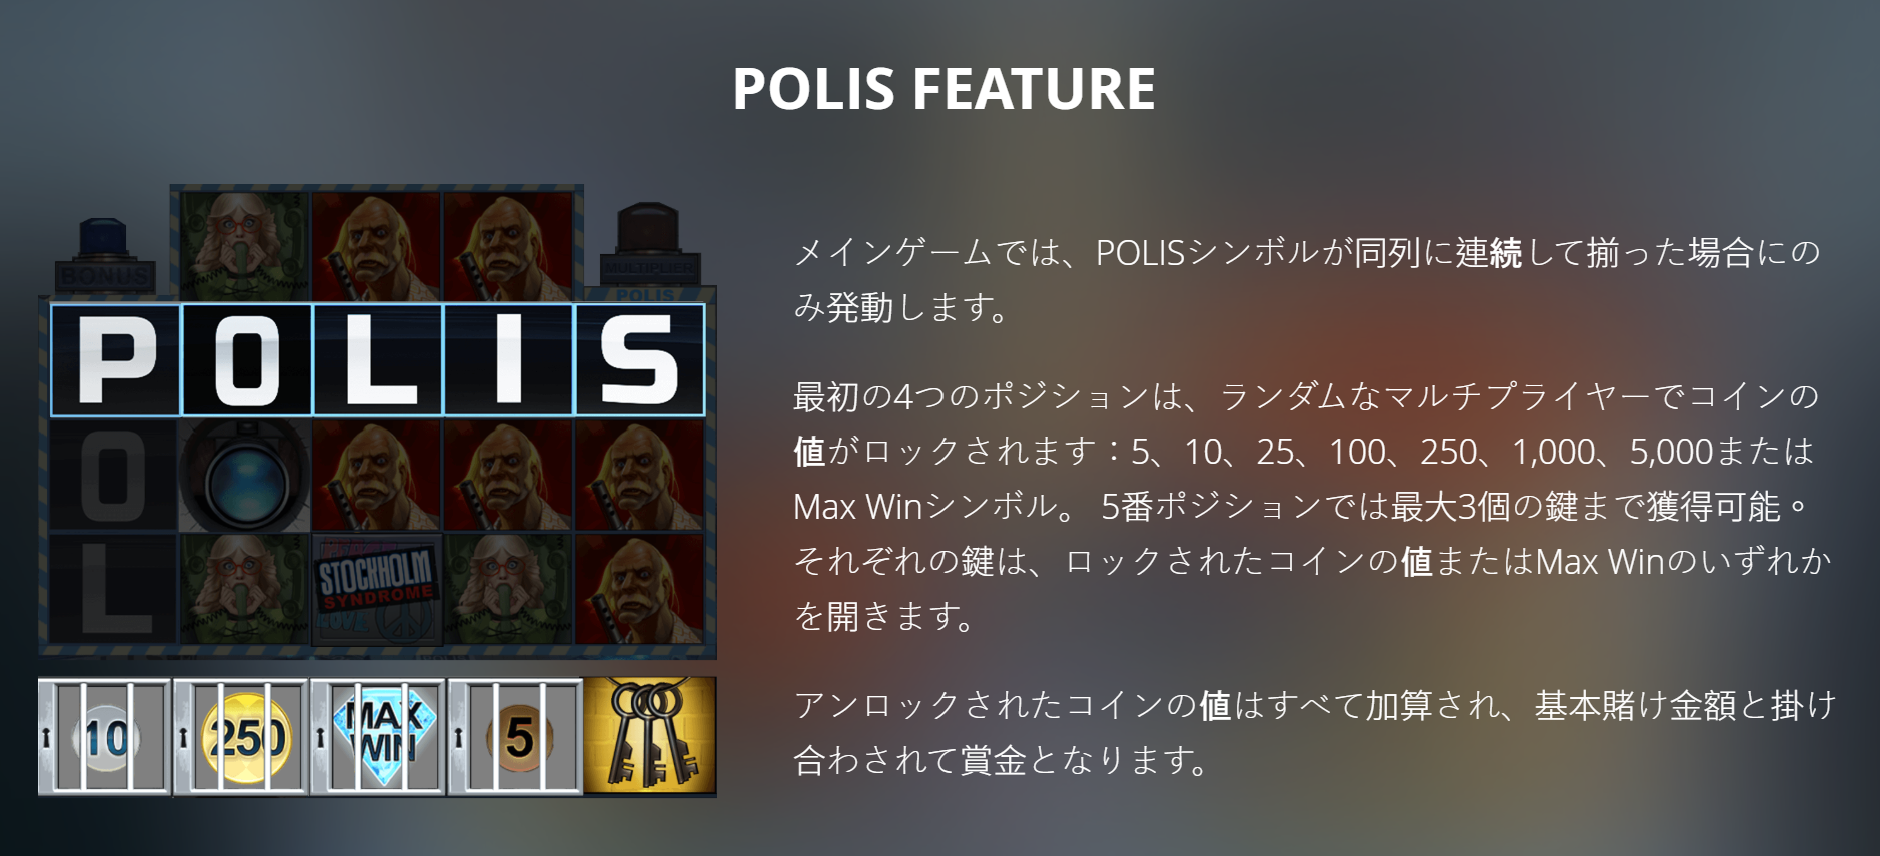 POLIS FEATURE
BONUS
MULTIPLIER
POLIS
P O L I S
O
L
STOCKHOLM
SYNDROME
10 250 MAX WIN 5
メインゲームでは、POLISシンボルが同列に連続して揃った場合にの
み発動します。
最初の4つのポジションは、ランダムなマルチプライヤーでコインの
値がロックされます：5、10、25、100、250、1,000、5,000または
Max Winシンボル。 5番ポジションでは最大3個の鍵まで獲得可能。
それぞれの鍵は、ロックされたコインの値またはMax Winのいずれか
を開きます。
アンロックされたコインの値はすべて加算され、基本賭け金額と掛け
合わされて賞金となります。